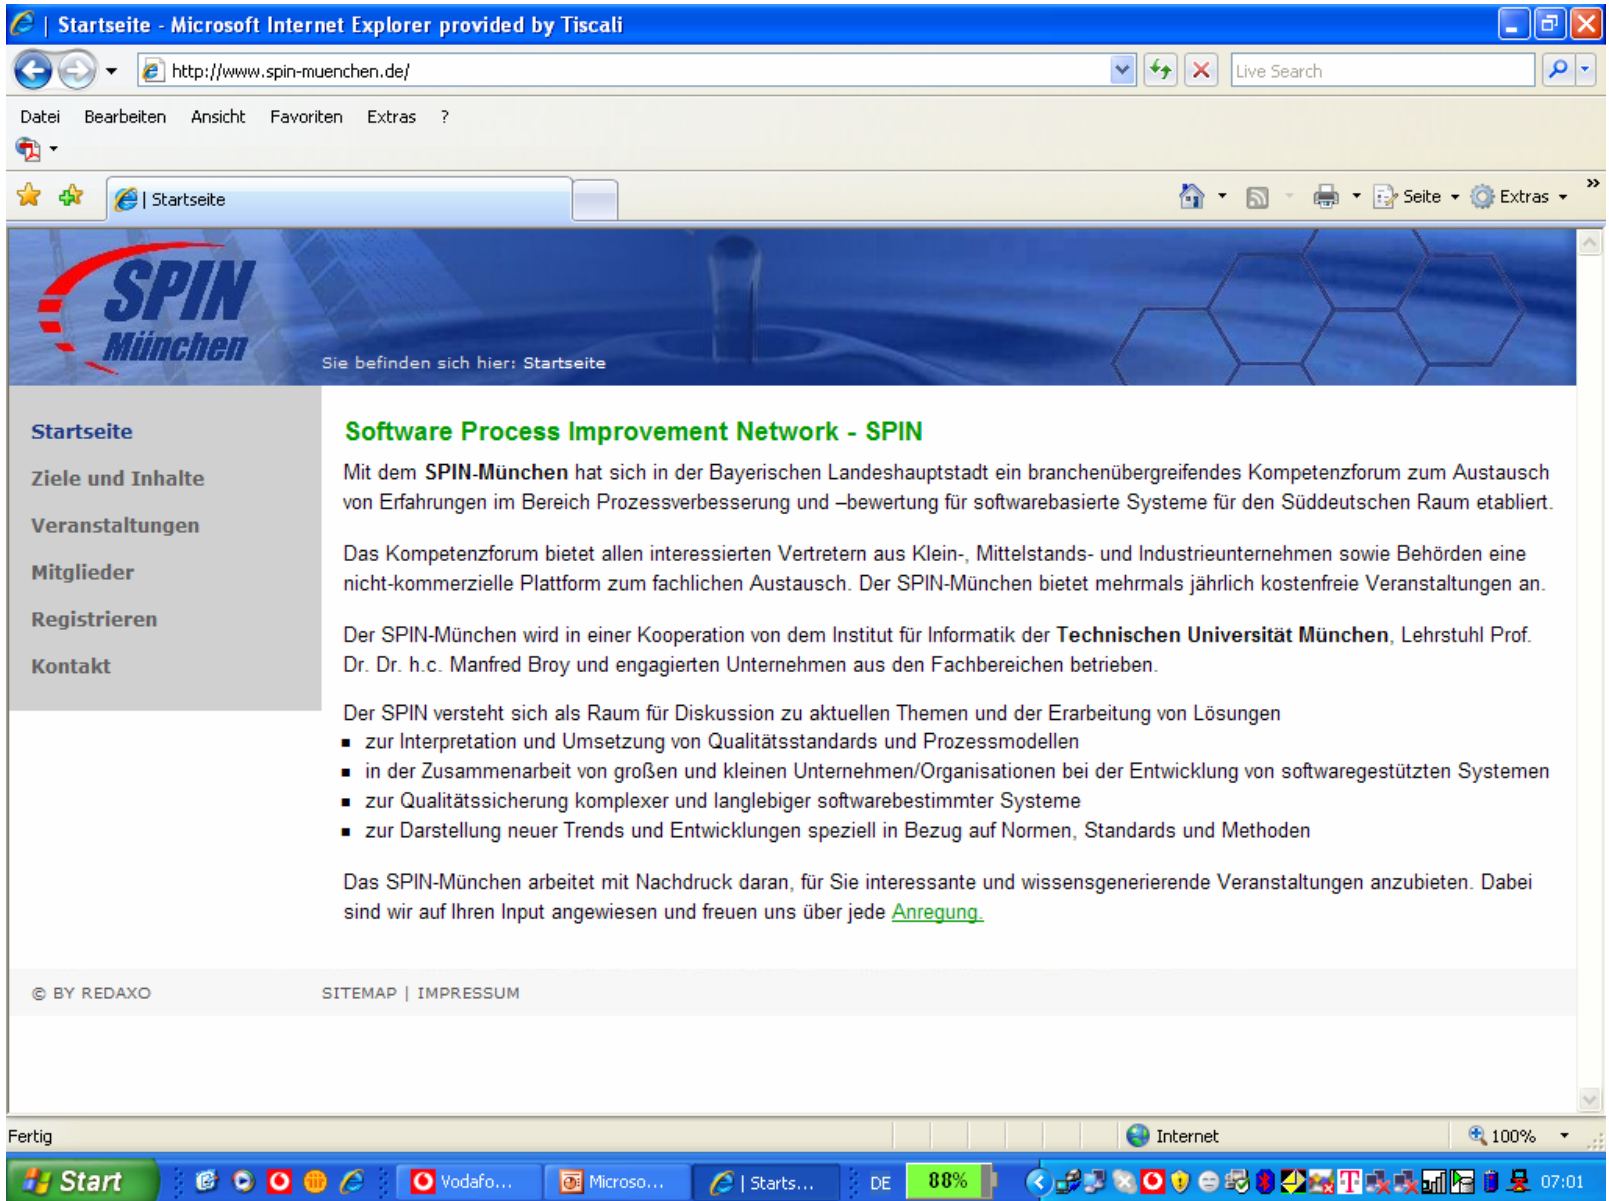 | Startseite - Microsoft Internet Explorer provided by Tiscali
http://www.spin-muenchen.de/
Live Search
Datei Bearbeiten Ansicht Favoriten Extras ?
| Startseite
Seite Extras »
SPIN
München
Sie befinden sich hier: Startseite
Startseite
Ziele und Inhalte
Veranstaltungen
Mitglieder
Registrieren
Kontakt
Software Process Improvement Network - SPIN
Mit dem SPIN-München hat sich in der Bayerischen Landeshauptstadt ein branchenübergreifendes Kompetenzforum zum Austausch
von Erfahrungen im Bereich Prozessverbesserung und –bewertung für softwarebasierte Systeme für den Süddeutschen Raum etabliert.
Das Kompetenzforum bietet allen interessierten Vertretern aus Klein-, Mittelstands- und Industrieunternehmen sowie Behörden eine
nicht-kommerzielle Plattform zum fachlichen Austausch. Der SPIN-München bietet mehrmals jährlich kostenfreie Veranstaltungen an.
Der SPIN-München wird in einer Kooperation von dem Institut für Informatik der Technischen Universität München, Lehrstuhl Prof.
Dr. Dr. h.c. Manfred Broy und engagierten Unternehmen aus den Fachbereichen betrieben.
Der SPIN versteht sich als Raum für Diskussion zu aktuellen Themen und der Erarbeitung von Lösungen
▪ zur Interpretation und Umsetzung von Qualitätsstandards und Prozessmodellen
▪ in der Zusammenarbeit von großen und kleinen Unternehmen/Organisationen bei der Entwicklung von softwaregestützten Systemen
▪ zur Qualitätssicherung komplexer und langlebiger softwarebestimmter Systeme
▪ zur Darstellung neuer Trends und Entwicklungen speziell in Bezug auf Normen, Standards und Methoden
Das SPIN-München arbeitet mit Nachdruck daran, für Sie interessante und wissensgenerierende Veranstaltungen anzubieten. Dabei
sind wir auf Ihren Input angewiesen und freuen uns über jede Anregung.
© BY REDAXO
SITEMAP | IMPRESSUM
Fertig
Internet
100%
Start
Vodafo...
Microso...
| Starts...
DE
88%
07:01